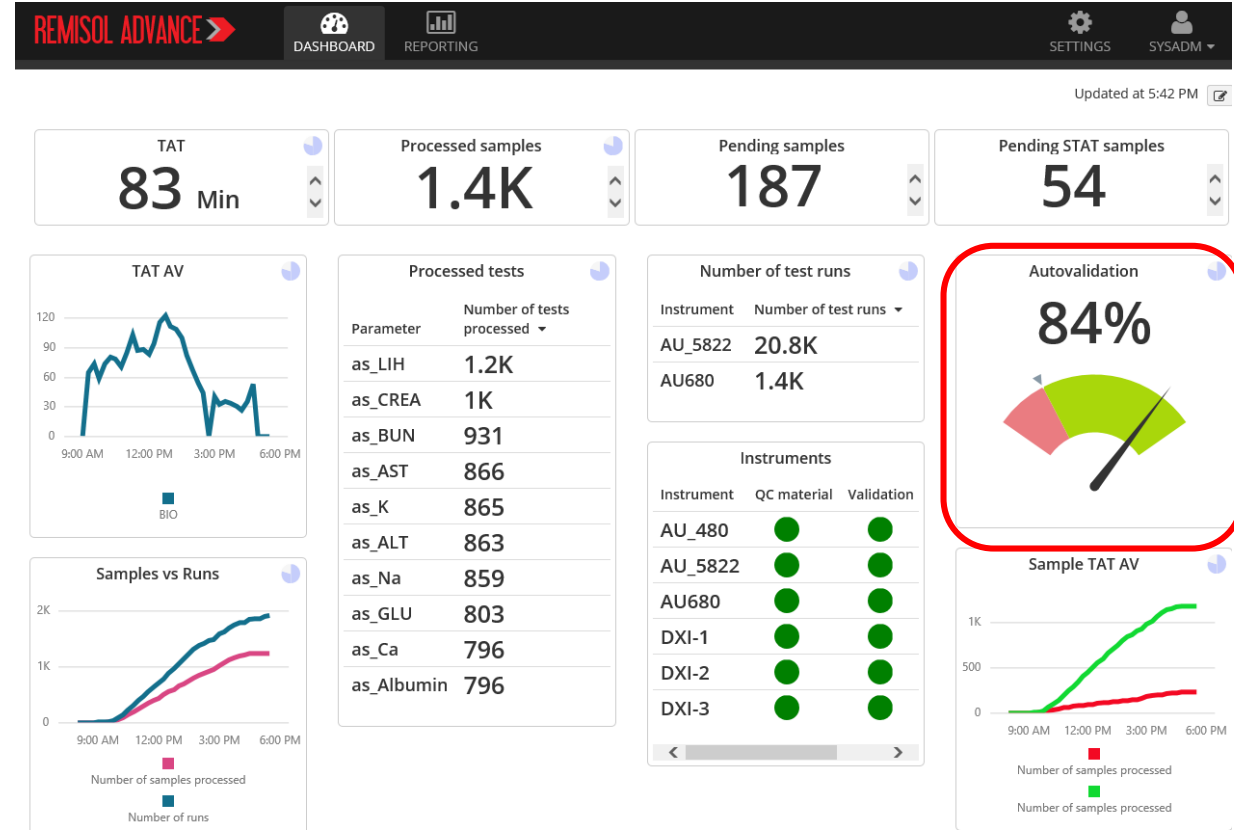 REMISOL ADVANCE
DASHBOARD
REPORTING
SETTINGS
SYSADM
Updated at 5:42 PM
TAT
83 Min
Processed samples
1.4K
Pending samples
187
Pending STAT samples
54
TAT AV
120
90
60
30
0
9:00 AM 12:00 PM 3:00 PM 6:00 PM
BIO
Samples vs Runs
2K
1K
0
9:00 AM 12:00 PM 3:00 PM 6:00 PM
Number of samples processed
Number of runs
Processed tests
Parameter Number of tests
processed
as_LIH 1.2K
as_CREA 1K
as_BUN 931
as_AST 866
as_K 865
as_ALT 863
as_Na 859
as_GLU 803
as_Ca 796
as_Albumin 796
Number of test runs
Instrument Number of test runs
AU_5822 20.8K
AU680 1.4K
Instruments
Instrument QC material Validation
AU_480
AU_5822
AU680
DXI-1
DXI-2
DXI-3
Autovalidation
84%
Sample TAT AV
1K
500
0
9:00 AM 12:00 PM 3:00 PM 6:00 PM
Number of samples processed
Number of samples processed